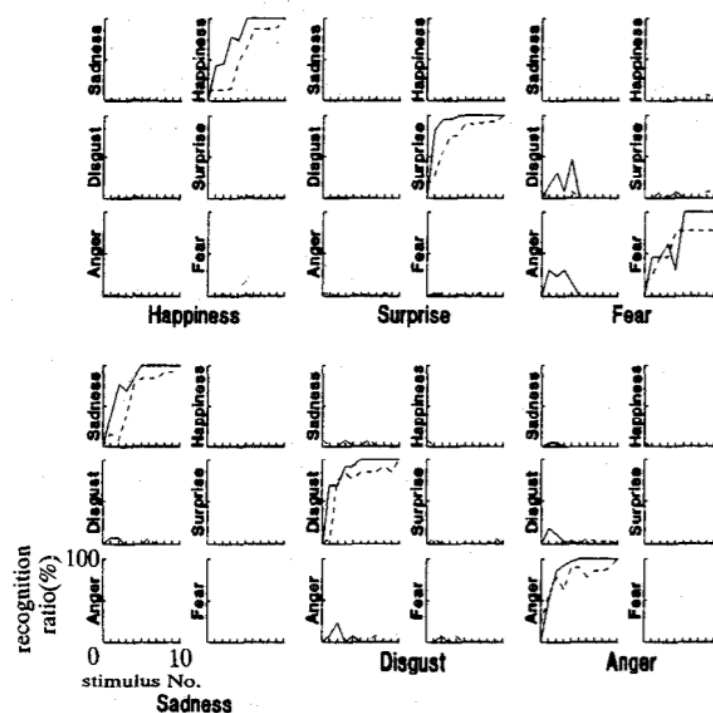 Sadness Happiness Sadness Happiness Sadness Happiness
Disgust Surprise Disgust Surprise Disgust Surprise
Anger Fear Anger Fear Anger Fear
Happiness Surprise Fear
Sadness Happiness Sadness Happiness Sadness Happiness
Disgust Surprise Disgust Surprise Disgust Surprise
recognition
ratio(%)
100
Anger Fear Anger Fear Anger Fear
0 10
stimulus No.
Sadness Disgust Anger